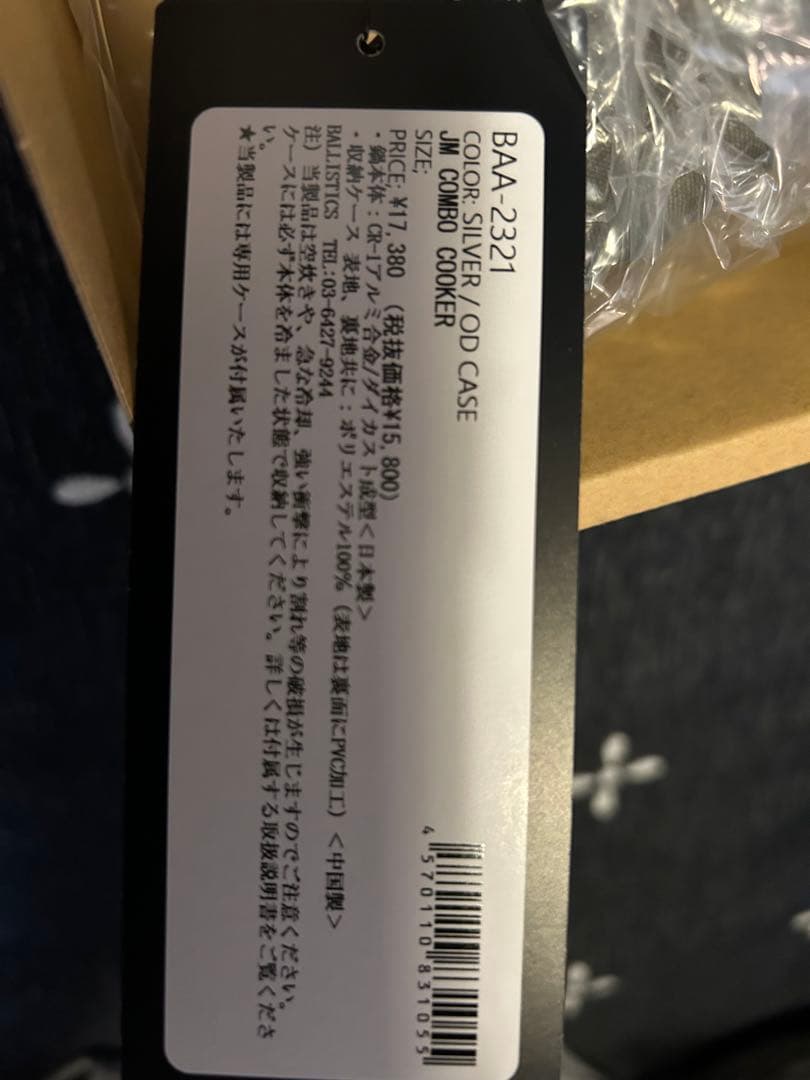 BAA-2321
COLOR: SILVER / OD CASE
JM COMBO COOKER
SIZE;
PRICE; ¥17,380 (税抜価格¥15,800)
・鍋本体：CR-1アルミ合金/ダイカスト成型＜日本製＞
・収納ケース 表地、裏地共に：ポリエステル100% (表地は裏面にPVC加工) ＜中国製＞
BALLISTICS TEL:03-6427-9244
注) 当製品は空炊きや、急な冷却、強い衝撃により割れ等の破損が生じますのでご注意ください。
ケースには必ず本体を冷ました状態で収納してください。詳しくは付属する取扱説明書をご覧くださ
い。
★当製品には専用ケースが付属いたします。
4 570110 831055